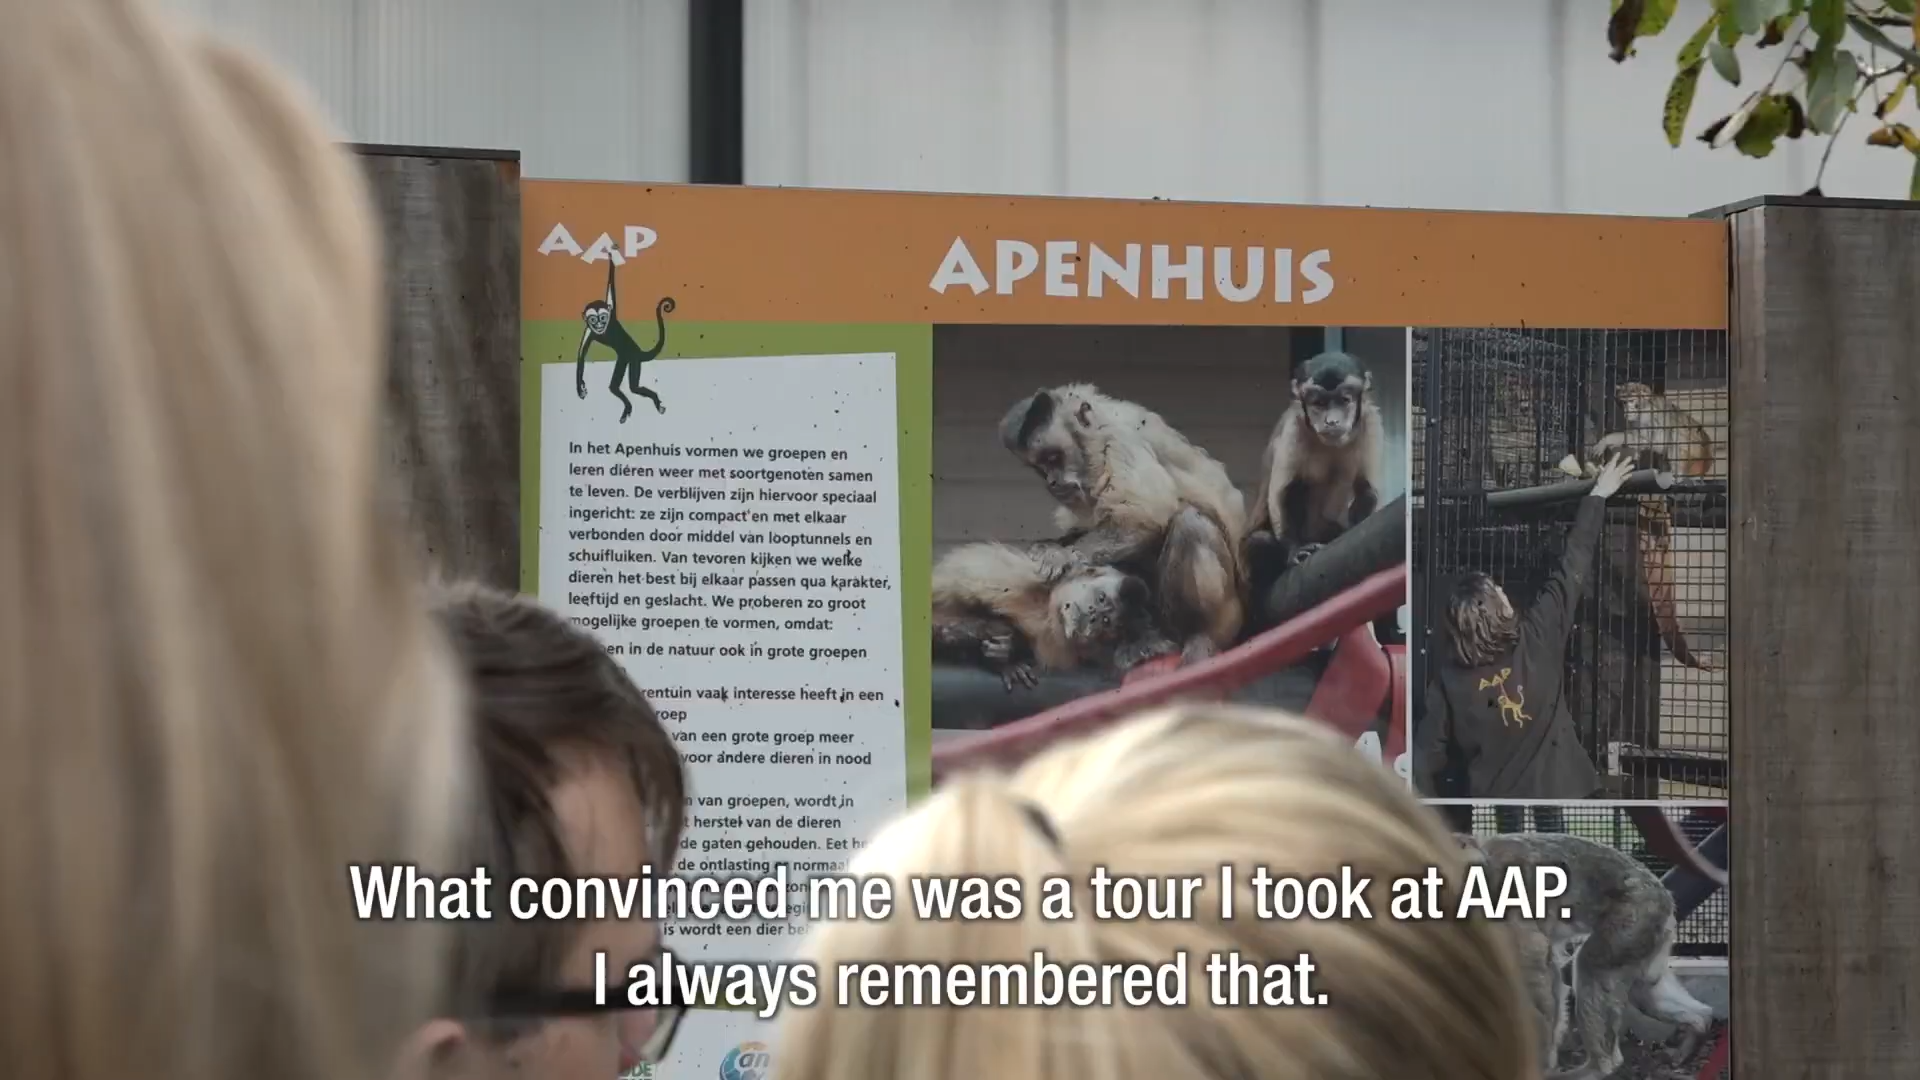 AAP
APENHUIS
In het Apenhuis vormen we groepen en
leren dieren weer met soortgenoten samen
te leven. De verblijven zijn hiervoor speciaal
ingericht: ze zijn compact en met elkaar
verbonden door middel van looptunnels en
schuifluiken. Van tevoren kijken we welke
dieren het best bij elkaar passen qua karakter,
leeftijd en geslacht. We proberen zo groot
mogelijke groepen te vormen, omdat:
in de natuur ook in grote groepen
vaak interesse heeft in een
van een grote groep meer
voor andere dieren in nood
van groepen, wordt in
herstel van de dieren
de gaten gehouden. Eet
de ontlasting
is wordt een dier
AAP
What convinced me was a tour I took at AAP.
I always remembered that.